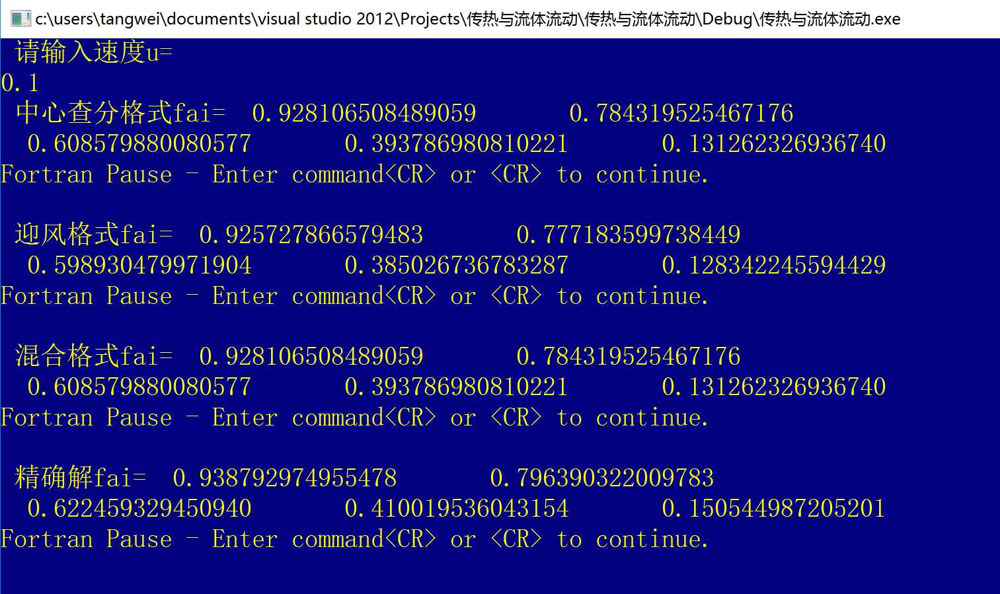 c:\users\tangwei\documents\visual studio 2012\Projects\传热与流体流动\传热与流体流动\Debug\传热与流体流动.exe
请输入速度u=
0.1
中心查分格式fai= 0.928106508489059 0.784319525467176
0.608579880080577 0.393786980810221 0.131262326936740
Fortran Pause - Enter command<CR> or <CR> to continue.
迎风格式fai= 0.925727866579483 0.777183599738449
0.598930479971904 0.385026736783287 0.128342245594429
Fortran Pause - Enter command<CR> or <CR> to continue.
混合格式fai= 0.928106508489059 0.784319525467176
0.608579880080577 0.393786980810221 0.131262326936740
Fortran Pause - Enter command<CR> or <CR> to continue.
精确解fai= 0.938792974955478 0.796390322009783
0.622459329450940 0.410019536043154 0.150544987205201
Fortran Pause - Enter command<CR> or <CR> to continue.